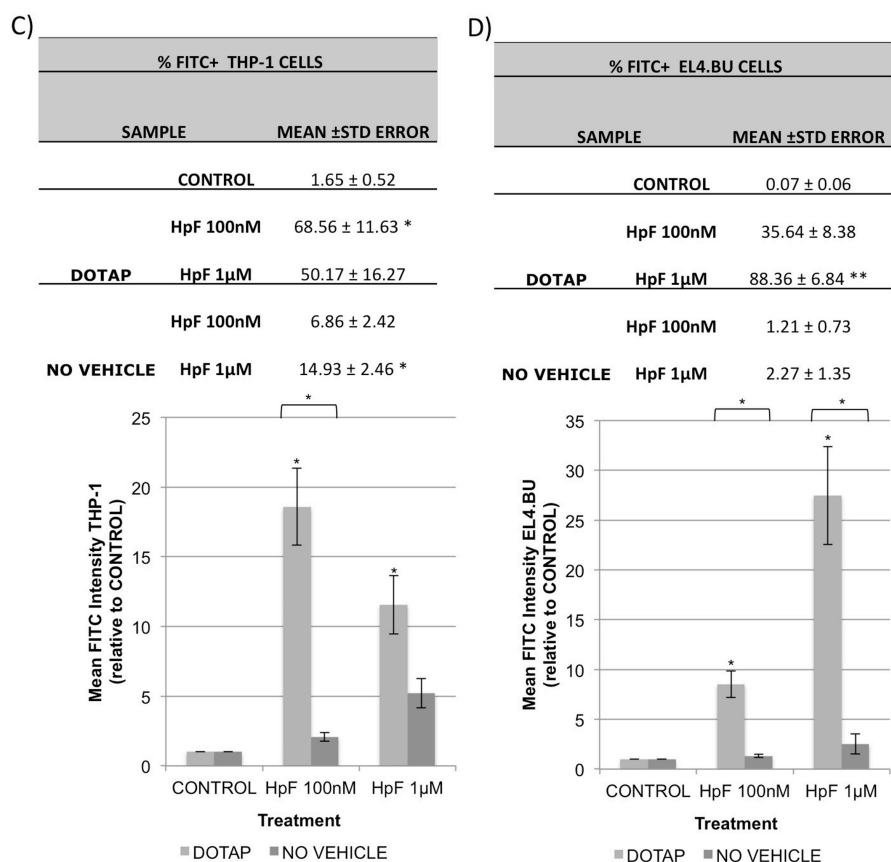 C)
% FITC+ THP-1 CELLS
SAMPLE MEAN ±STD ERROR
CONTROL 1.65 ± 0.52
HpF 100nM 68.56 ± 11.63 *
DOTAP HpF 1µM 50.17 ± 16.27
HpF 100nM 6.86 ± 2.42
NO VEHICLE HpF 1µM 14.93 ± 2.46 *
*
25
20
15
10
5
0
*
*
Mean FITC Intensity THP-1
(relative to CONTROL)
CONTROL HpF 100nM HpF 1µM
Treatment
DOTAP NO VEHICLE
D)
% FITC+ EL4.BU CELLS
SAMPLE MEAN ±STD ERROR
CONTROL 0.07 ± 0.06
HpF 100nM 35.64 ± 8.38
DOTAP HpF 1µM 88.36 ± 6.84 **
HpF 100nM 1.21 ± 0.73
NO VEHICLE HpF 1µM 2.27 ± 1.35
* *
35
30
25
20
15
10
5
0
*
*
Mean FITC Intensity EL4.BU
(relative to CONTROL)
CONTROL HpF 100nM HpF 1µM
Treatment
DOTAP NO VEHICLE